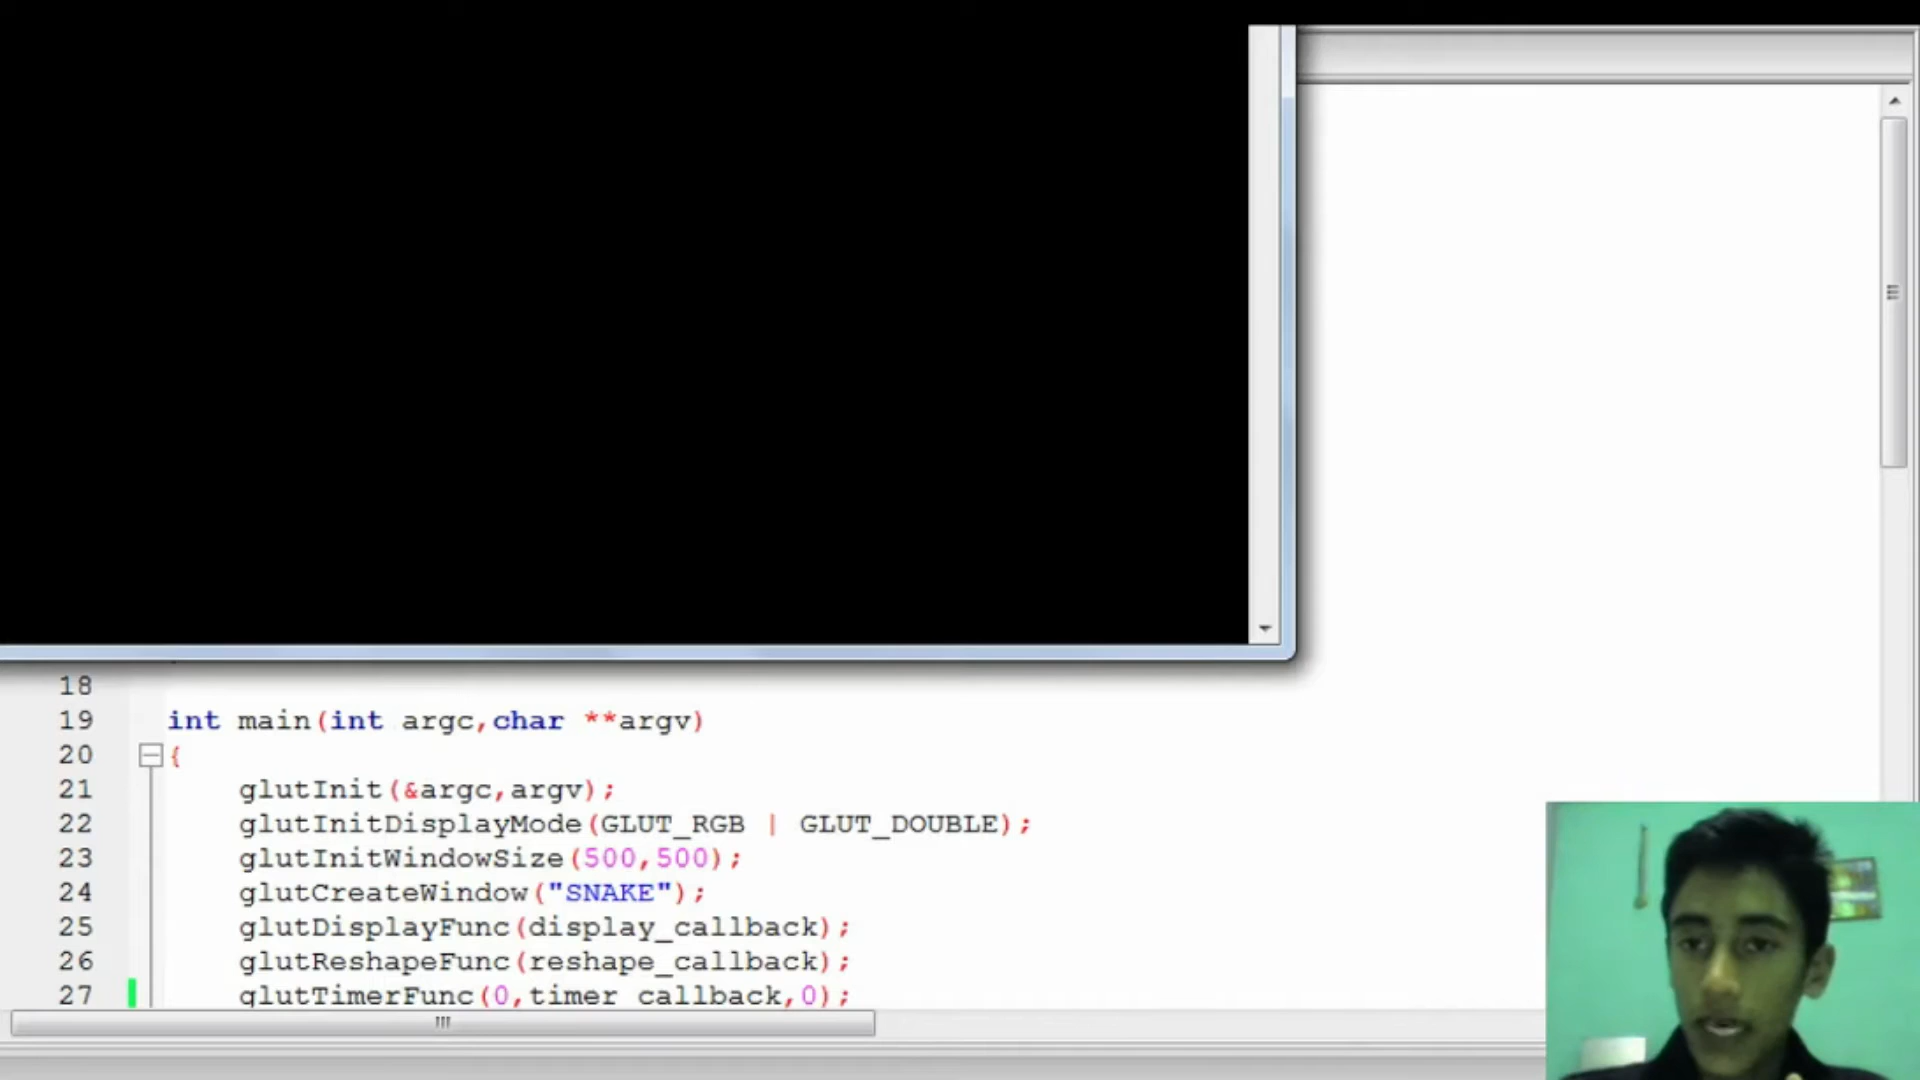 18
19 int main(int argc,char **argv)
20 {
21 glutInit(&argc,argv);
22 glutInitDisplayMode(GLUT_RGB | GLUT_DOUBLE);
23 glutInitWindowSize(500,500);
24 glutCreateWindow("SNAKE");
25 glutDisplayFunc(display_callback);
26 glutReshapeFunc(reshape_callback);
27 glutTimerFunc(0,timer_callback,0);